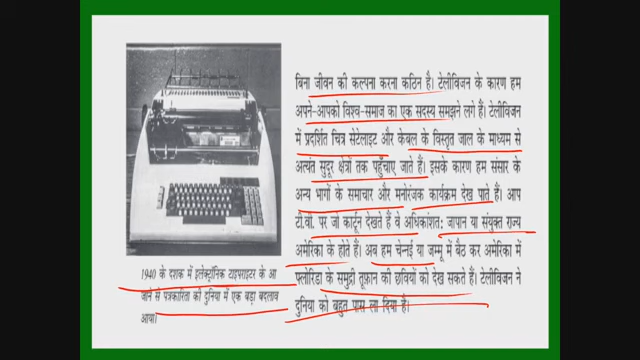 बिना जीवन की कल्पना करना कठिन है। टेलीविजन के कारण हम
अपने-आपको विश्व-समाज का एक सदस्य समझने लगे हैं। टेलीविजन
में प्रदर्शित चित्र सेटेलाइट और केबल के विस्तृत जाल के माध्यम से
अत्यंत सुदूर क्षेत्रों तक पहुँचाए जाते हैं। इसके कारण हम संसार के
अन्य भागों के समाचार और मनोरंजक कार्यक्रम देख पाते हैं। आप
टी.वी. पर जो कार्टून देखते हैं वे अधिकांशत: जापान या संयुक्त राज्य
अमेरिका के होते हैं। अब हम चेन्नई या जम्मू में बैठ कर अमेरिका में
फ्लोरिडा के समुद्री तूफ़ान की छवियों को देख सकते हैं। टेलीविजन ने
दुनिया को बहुत पास ला दिया है।
1940 के दशक में इलेक्ट्रॉनिक टाइपराइटर के आ
जाने से पत्रकारिता की दुनिया में एक बड़ा बदलाव
आया।